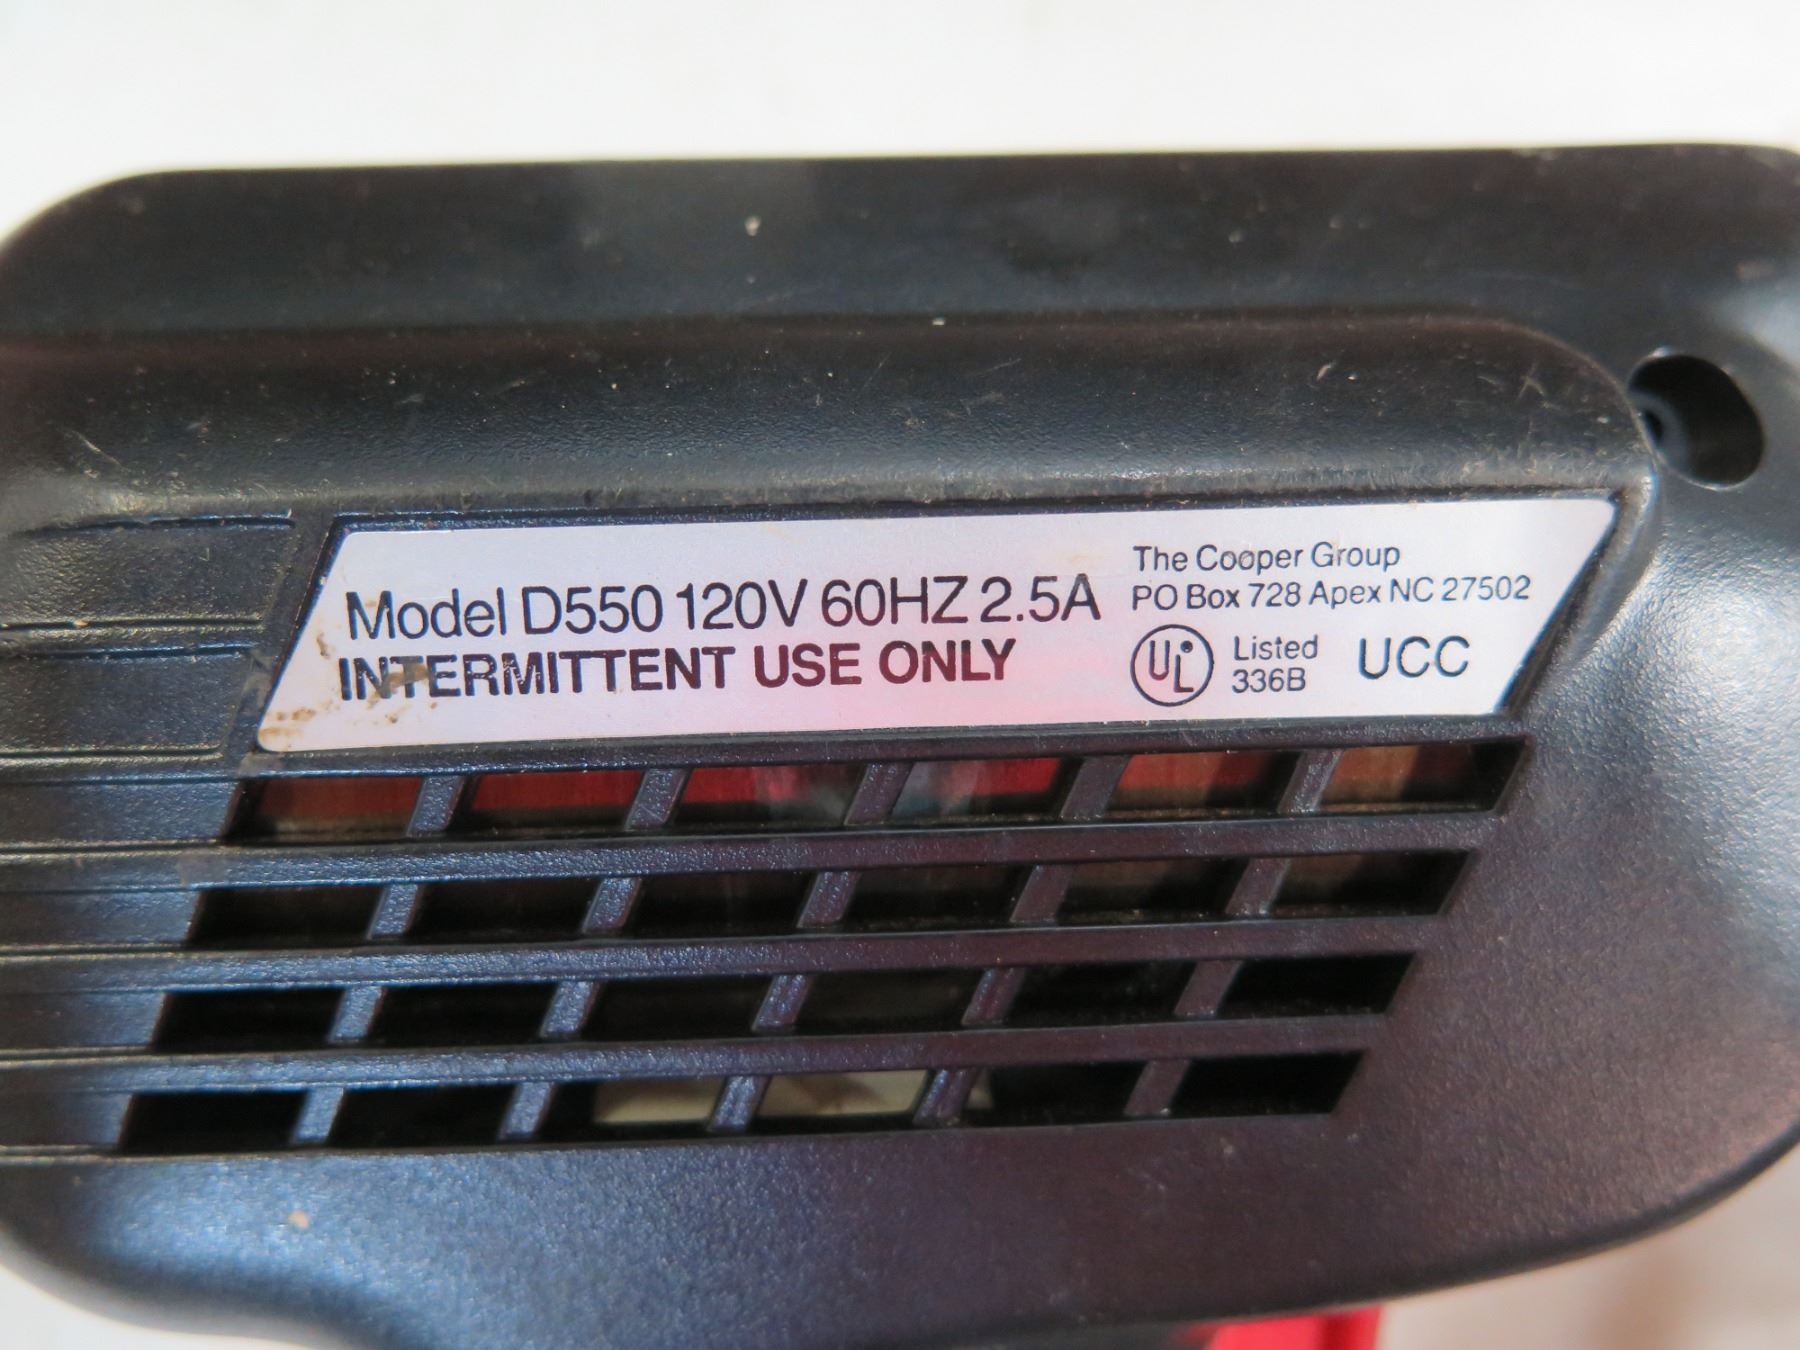 Model D550 120V 60HZ 2.5A
INTERMITTENT USE ONLY
The Cooper Group
PO Box 728 Apex NC 27502
UL Listed 336B UCC